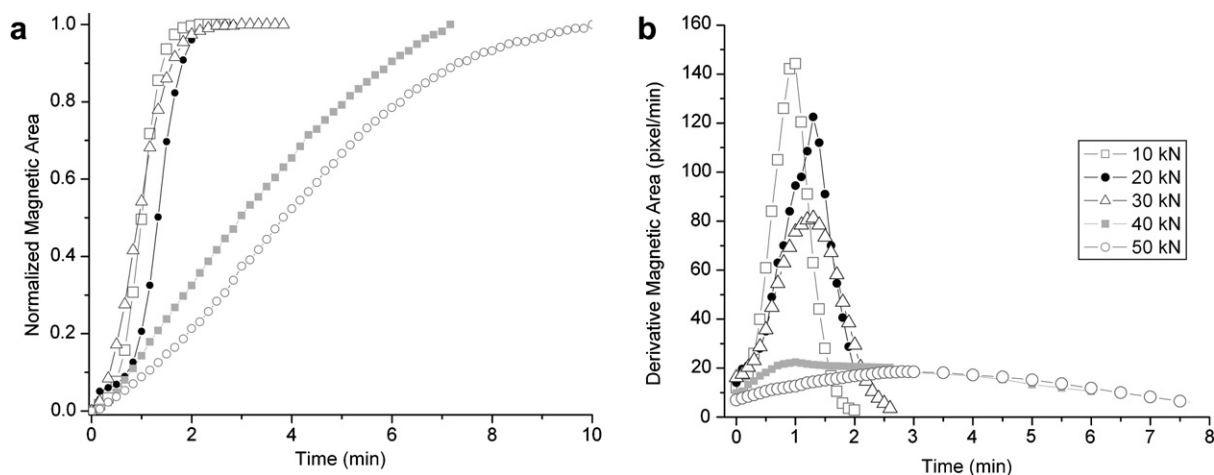 a
Normalized Magnetic Area
1.0
0.8
0.6
0.4
0.2
0.0
0
2
4
6
8
10
Time (min)
b
Derivative Magnetic Area (pixel/min)
160
140
120
100
80
60
40
20
0
0
1
2
3
4
5
6
7
8
Time (min)
10 kN
20 kN
30 kN
40 kN
50 kN